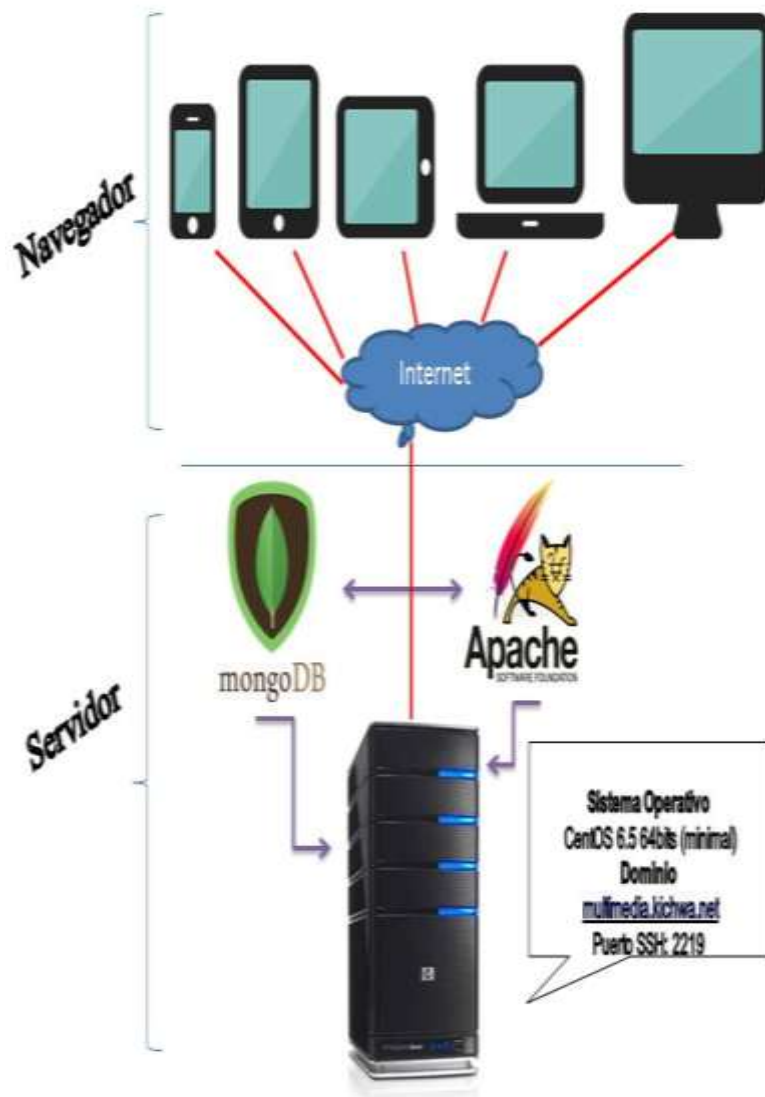 Navegador
Internet
mongoDB
Apache
SOFTWARE FOUNDATION
Servidor
Sistema Operativo
CentOS 6.5 64bits (minimal)
Dominio
multimedia.kichwa.net
Puerto SSH: 2219